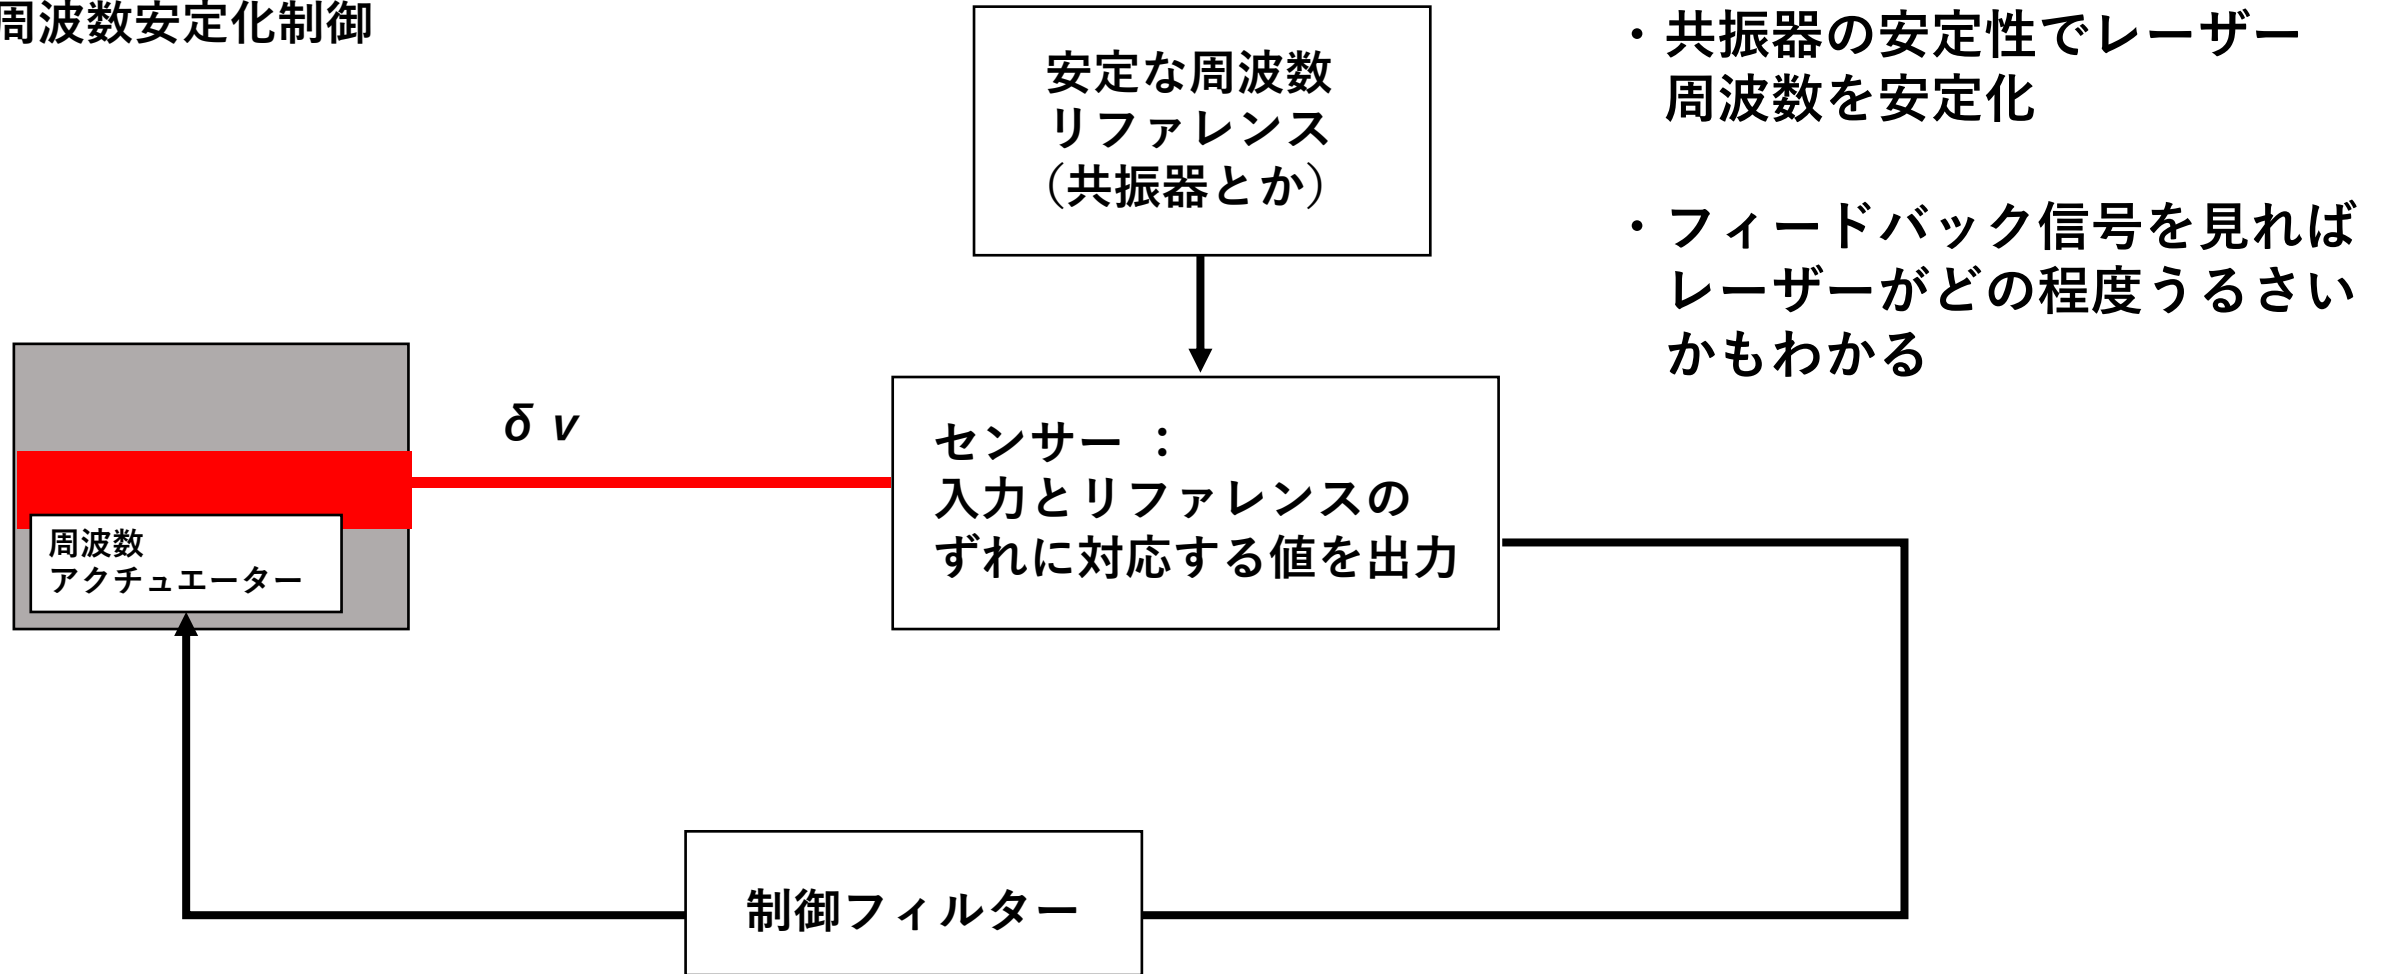 周波数安定化制御
安定な周波数
リファレンス
（共振器とか）
・共振器の安定性でレーザー
周波数を安定化
・フィードバック信号を見れば
レーザーがどの程度うるさい
かもわかる
δ ν
センサー ：
入力とリファレンスの
ずれに対応する値を出力
周波数
アクチュエーター
制御フィルター